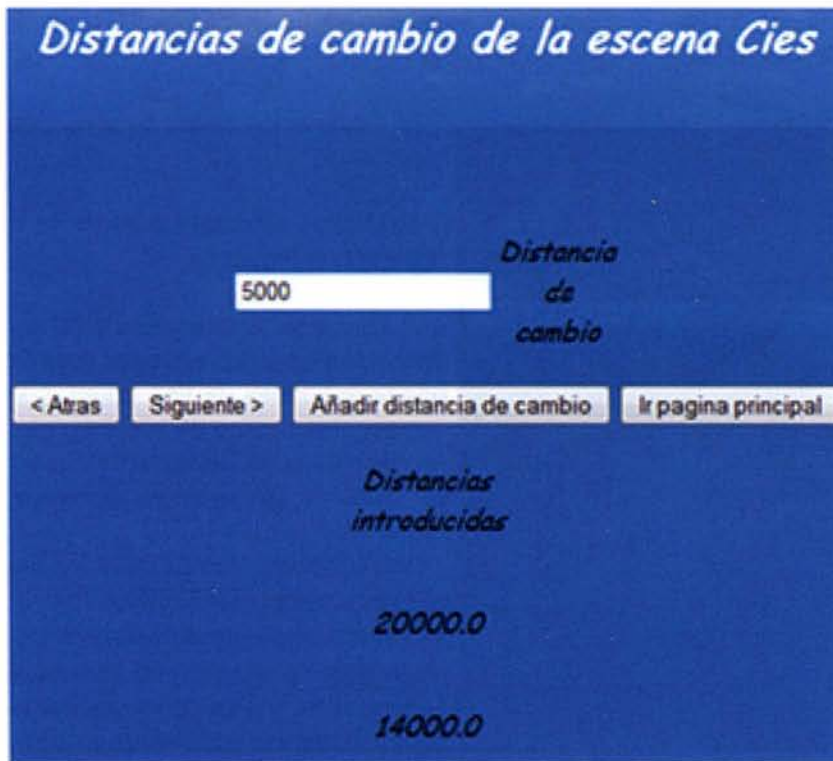 Distancias de cambio de la escena Cies
Distancia
5000 de
cambio
< Atras Siguiente > Añadir distancia de cambio Ir pagina principal
Distancias
introducidas
20000.0
14000.0